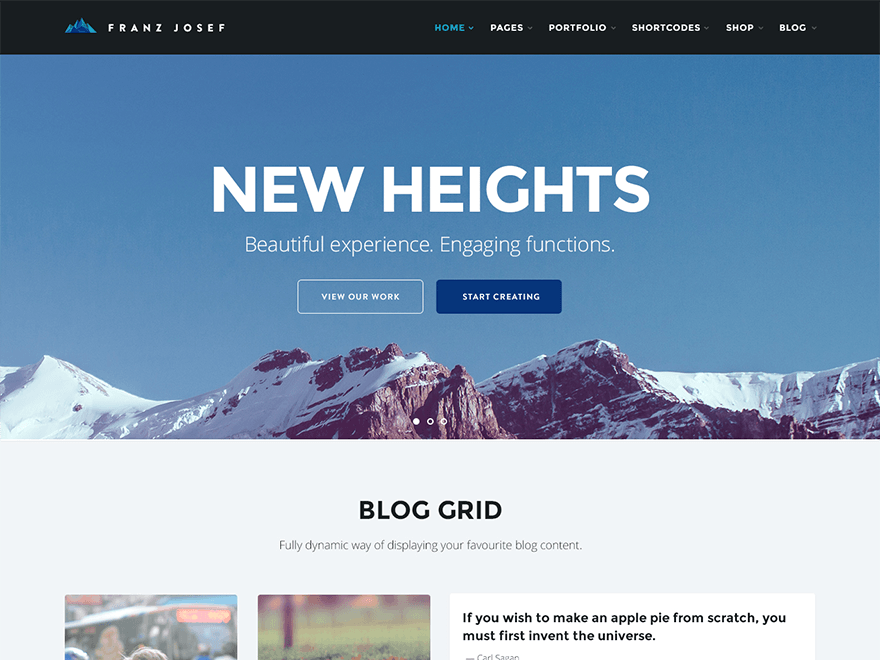 FRANZ JOSEF
HOME PAGES PORTFOLIO SHORTCODES SHOP BLOG
NEW HEIGHTS
Beautiful experience. Engaging functions.
VIEW OUR WORK START CREATING
BLOG GRID
Fully dynamic way of displaying your favourite blog content.
If you wish to make an apple pie from scratch, you
must first invent the universe.
— Carl Sagan